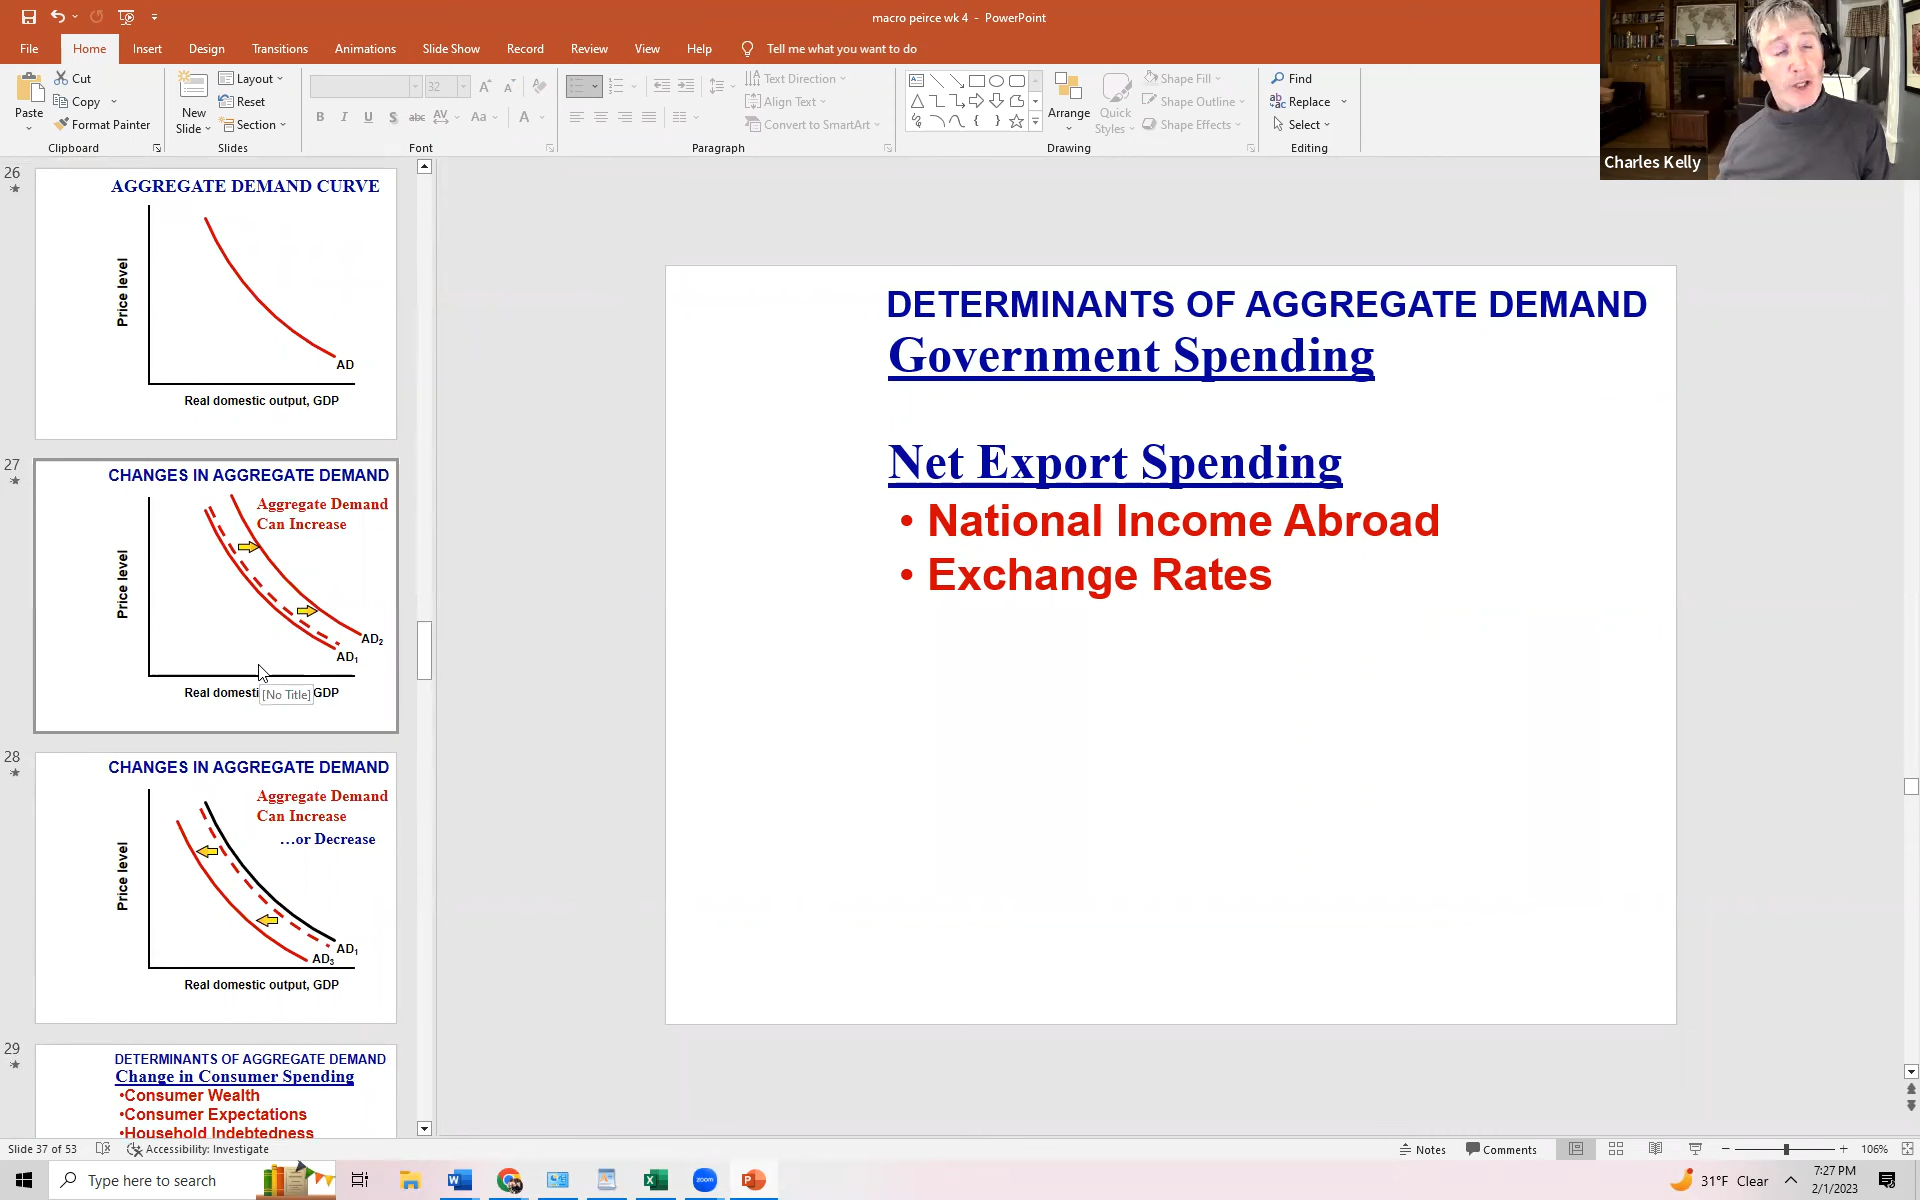 macro peirce wk 4 - PowerPoint
File Home Insert Design Transitions Animations Slide Show Record Review View Help Tell me what you want to do
Paste
Cut
Copy
Format Painter
Clipboard
New
Slide
Layout
Reset
Section
Slides
32
B I U S abc AV Aa A
Font
Text Direction
Align Text
Convert to SmartArt
Paragraph
Arrange
Quick
Styles
Shape Fill
Shape Outline
Shape Effects
Drawing
Find
Replace
Select
Editing
Charles Kelly
26
AGGREGATE DEMAND CURVE
Price level
AD
Real domestic output, GDP
27
CHANGES IN AGGREGATE DEMAND
Aggregate Demand
Can Increase
Price level
AD2
AD1
Real domesti GDP
[No Title]
28
CHANGES IN AGGREGATE DEMAND
Aggregate Demand
Can Increase
…or Decrease
Price level
AD1
AD3
Real domestic output, GDP
29
DETERMINANTS OF AGGREGATE DEMAND
Change in Consumer Spending
•Consumer Wealth
•Consumer Expectations
•Household Indebtedness
DETERMINANTS OF AGGREGATE DEMAND
Government Spending
Net Export Spending
• National Income Abroad
• Exchange Rates
Slide 37 of 53 Accessibility: Investigate
Notes Comments 106%
Type here to search
zoom
31°F Clear
7:27 PM
2/1/2023